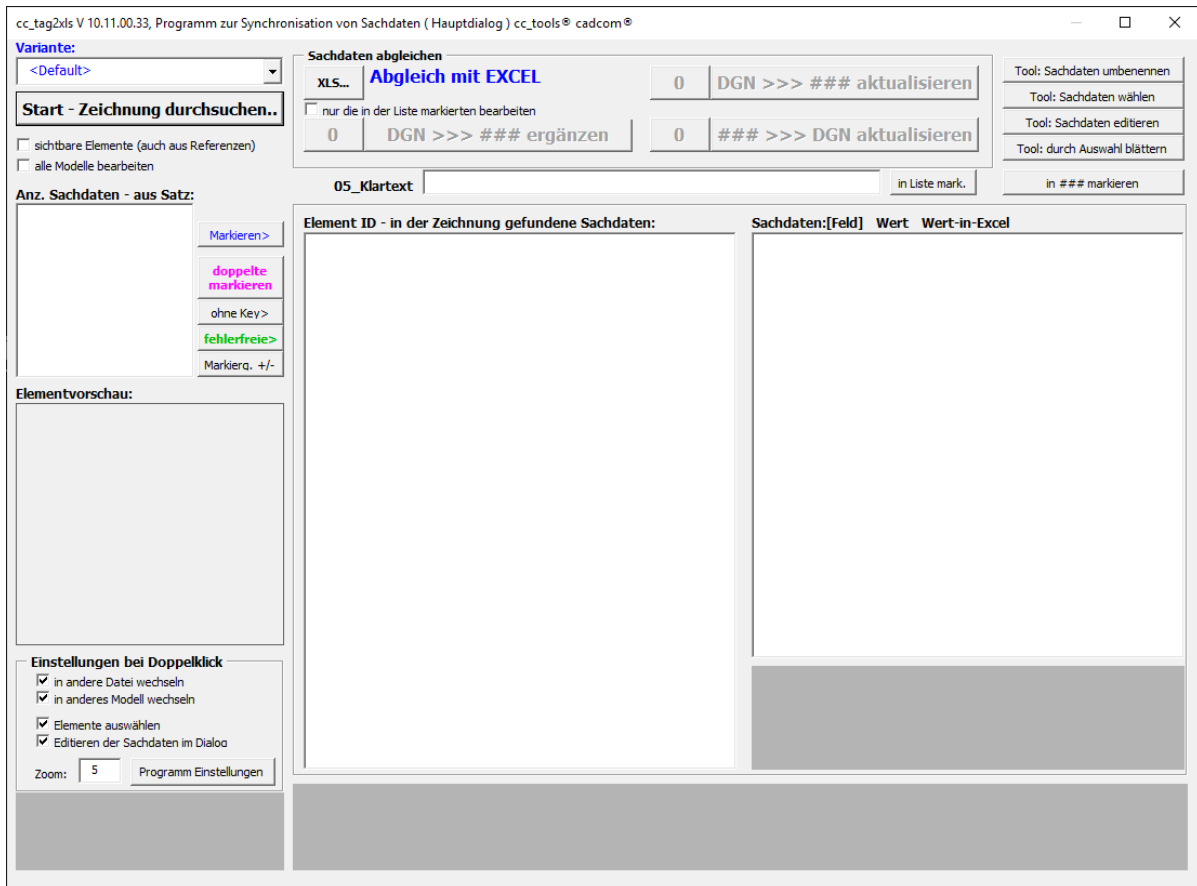 cc_tag2xls V 10.11.00.33, Programm zur Synchronisation von Sachdaten ( Hauptdialog ) cc_tools® cadcom®
Variante:
<Default>
Start - Zeichnung durchsuchen..
sichtbare Elemente (auch aus Referenzen)
alle Modelle bearbeiten
Sachdaten abgleichen
XLS...
Abgleich mit EXCEL
nur die in der Liste markierten bearbeiten
0 DGN >>> ### aktualisieren
0 DGN >>> ### ergänzen
0 ### >>> DGN aktualisieren
Tool: Sachdaten umbenennen
Tool: Sachdaten wählen
Tool: Sachdaten editieren
Tool: durch Auswahl blättern
05_Klartext
in Liste mark.
in ### markieren
Anz. Sachdaten - aus Satz:
Markieren>
doppelte
markieren
ohne Key>
fehlerfreie>
Markierg. +/-
Element ID - in der Zeichnung gefundene Sachdaten:
Sachdaten:[Feld] Wert Wert-in-Excel
Elementvorschau:
Einstellungen bei Doppelklick
in andere Datei wechseln
in anderes Modell wechseln
Elemente auswählen
Editieren der Sachdaten im Dialog
Zoom: 5
Programm Einstellungen